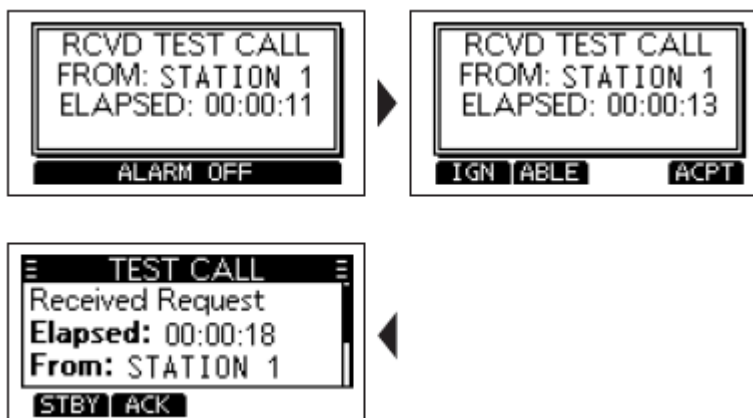 RCVD TEST CALL
FROM: STATION 1
ELAPSED: 00:00:11
ALARM OFF
RCVD TEST CALL
FROM: STATION 1
ELAPSED: 00:00:13
IGN ABLE ACPT
TEST CALL
Received Request
Elapsed: 00:00:18
From: STATION 1
STBY ACK